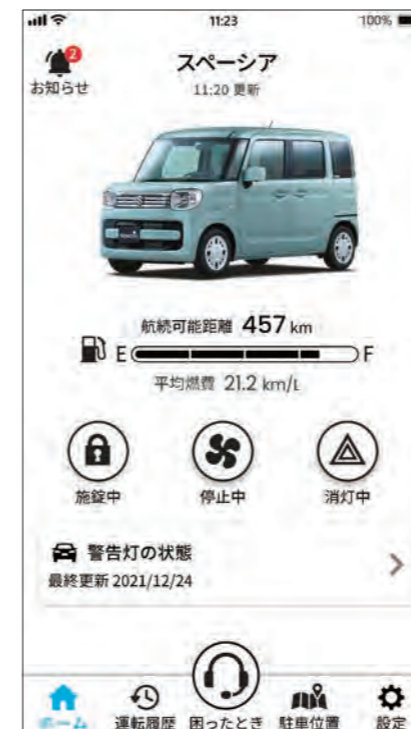 11:23
100%
2
お知らせ
スペーシア
11:20 更新
航続可能距離 457 km
E F
平均燃費 21.2 km/L
施錠中 停止中 消灯中
警告灯の状態
最終更新 2021/12/24
ホーム 運転履歴 困ったとき 駐車位置 設定